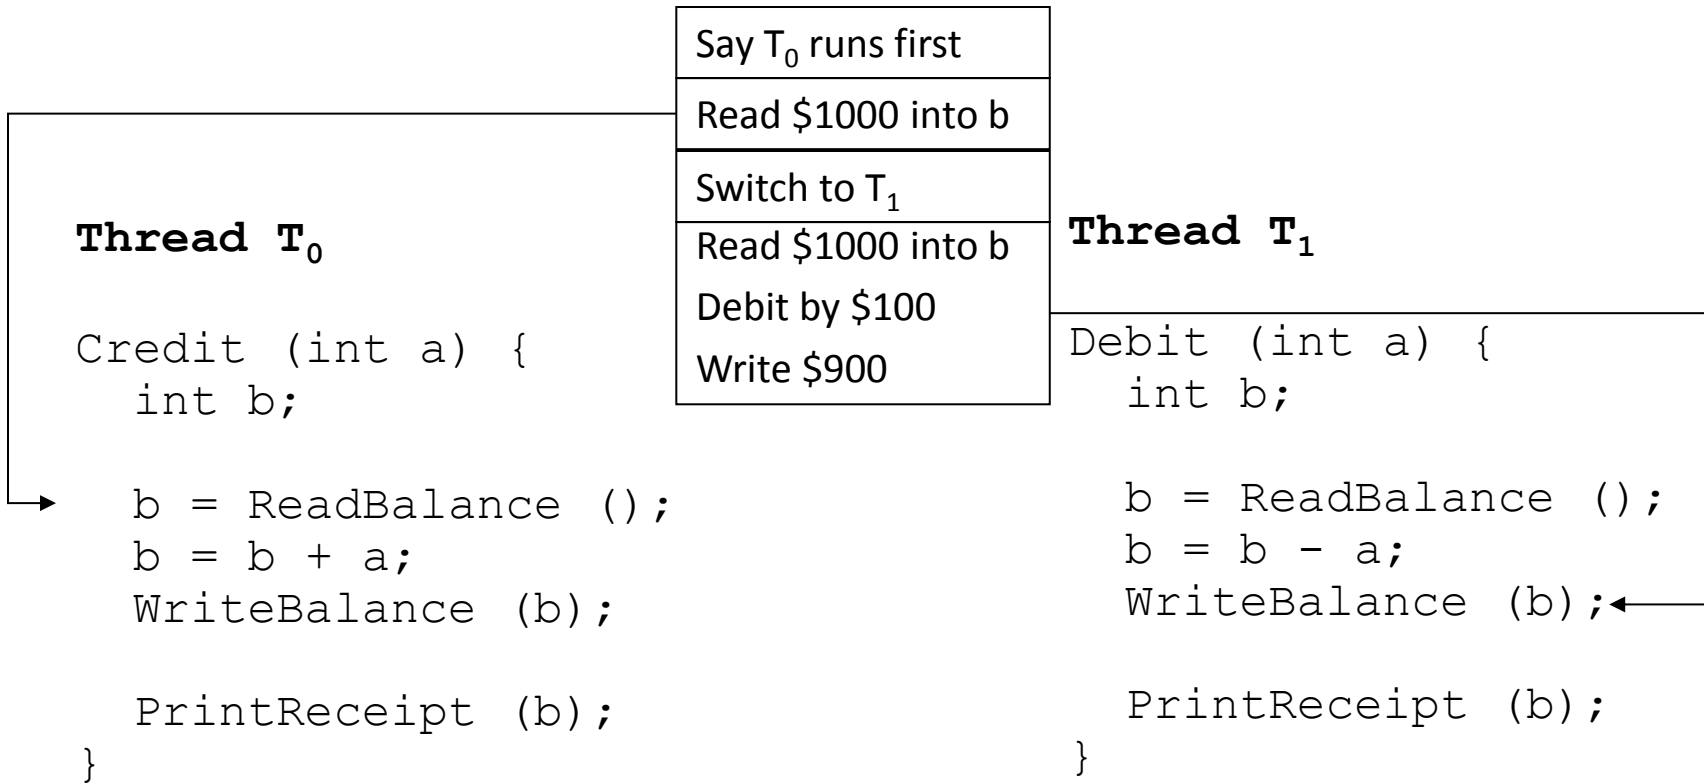 Say T₀ runs first
Read $1000 into b
Switch to T₁
Read $1000 into b
Debit by $100
Write $900
Thread T₀
Credit (int a) {
  int b;
  b = ReadBalance ();
  b = b + a;
  WriteBalance (b);
  PrintReceipt (b);
}
Thread T₁
Debit (int a) {
  int b;
  b = ReadBalance ();
  b = b - a;
  WriteBalance (b);
  PrintReceipt (b);
}